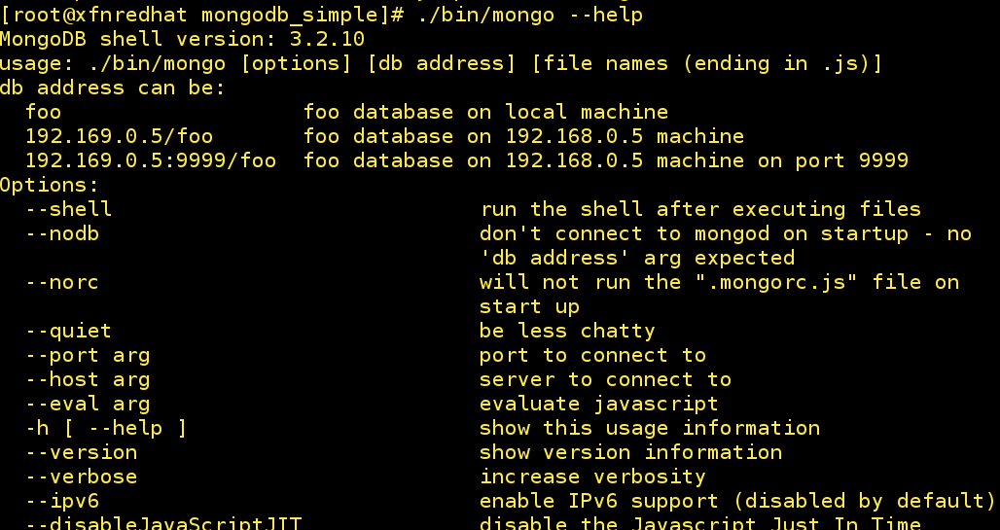 [root@xfnredhat mongodb_simple]# ./bin/mongo --help
MongoDB shell version: 3.2.10
usage: ./bin/mongo [options] [db address] [file names (ending in .js)]
db address can be:
  foo                   foo database on local machine
  192.169.0.5/foo       foo database on 192.168.0.5 machine
  192.169.0.5:9999/foo  foo database on 192.168.0.5 machine on port 9999
Options:
  --shell                             run the shell after executing files
  --nodb                              don't connect to mongod on startup - no
                                      'db address' arg expected
  --norc                              will not run the ".mongorc.js" file on
                                      start up
  --quiet                             be less chatty
  --port arg                          port to connect to
  --host arg                          server to connect to
  --eval arg                          evaluate javascript
  -h [ --help ]                       show this usage information
  --version                           show version information
  --verbose                           increase verbosity
  --ipv6                              enable IPv6 support (disabled by default)
  --disableJavaScriptJIT              disable the Javascript Just In Time